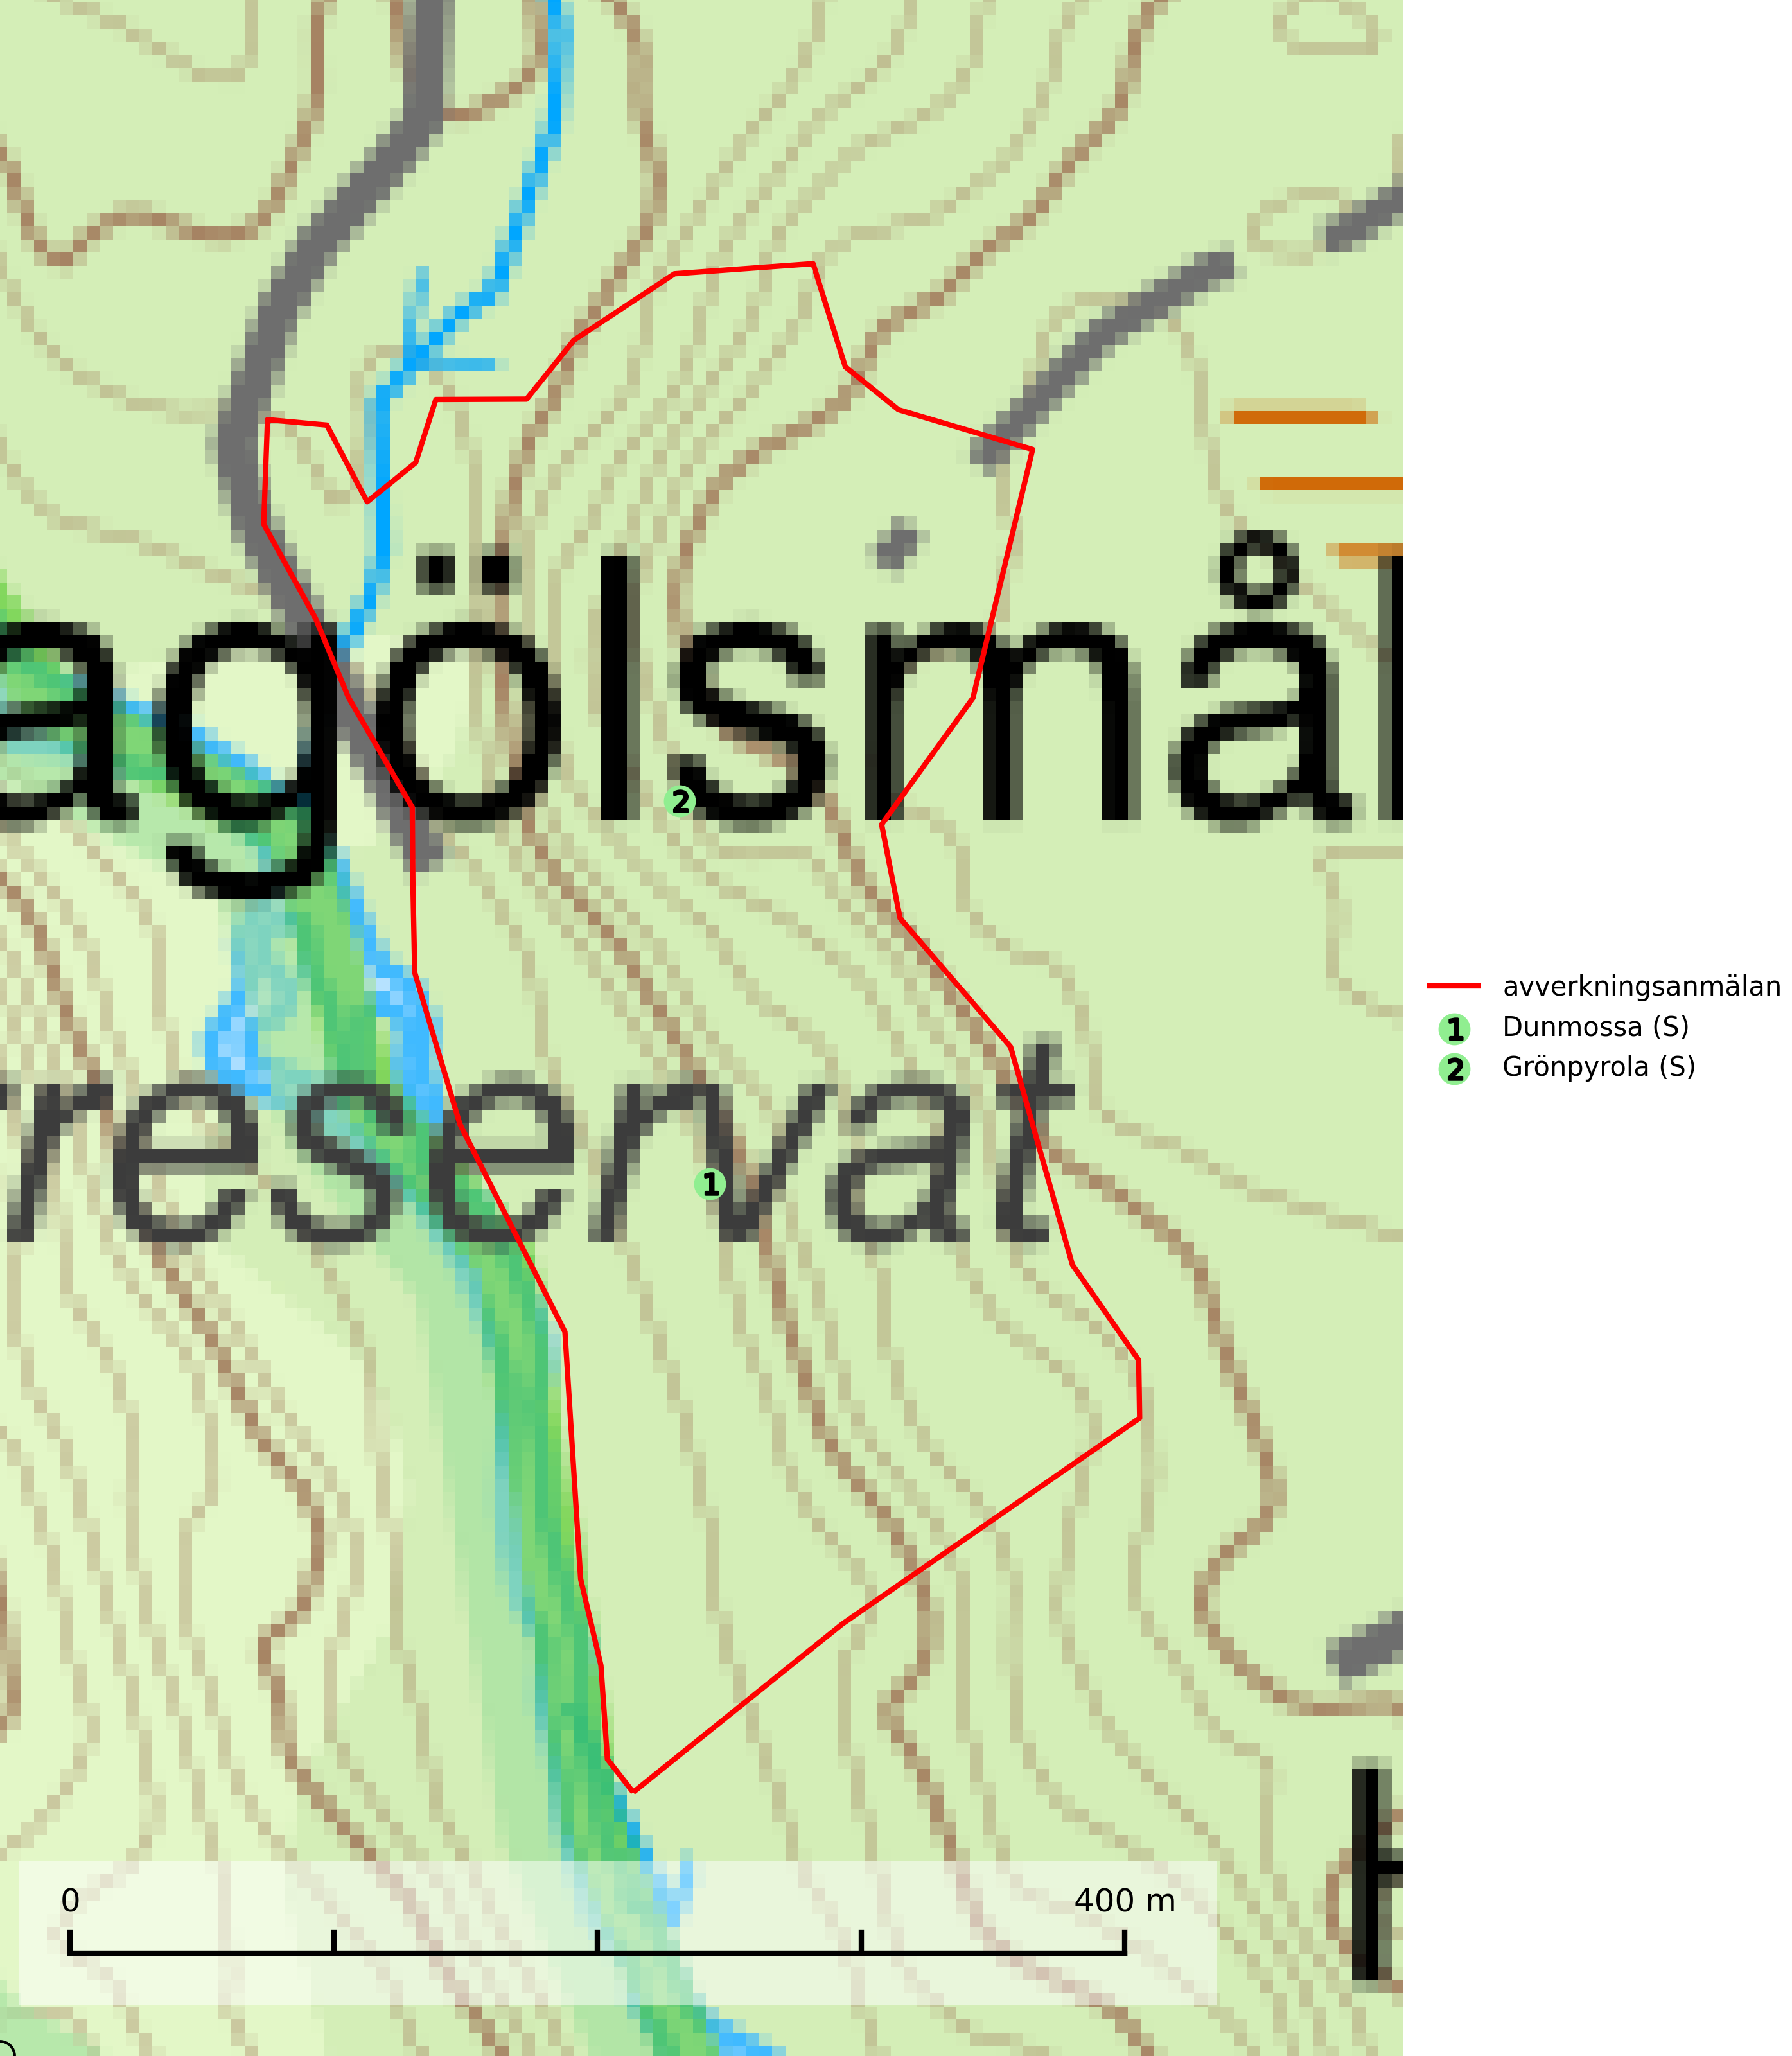 agölsmål
2
reservat
1
avverkningsanmälan
1 Dunmossa (S)
2 Grönpyrola (S)
0 400 m